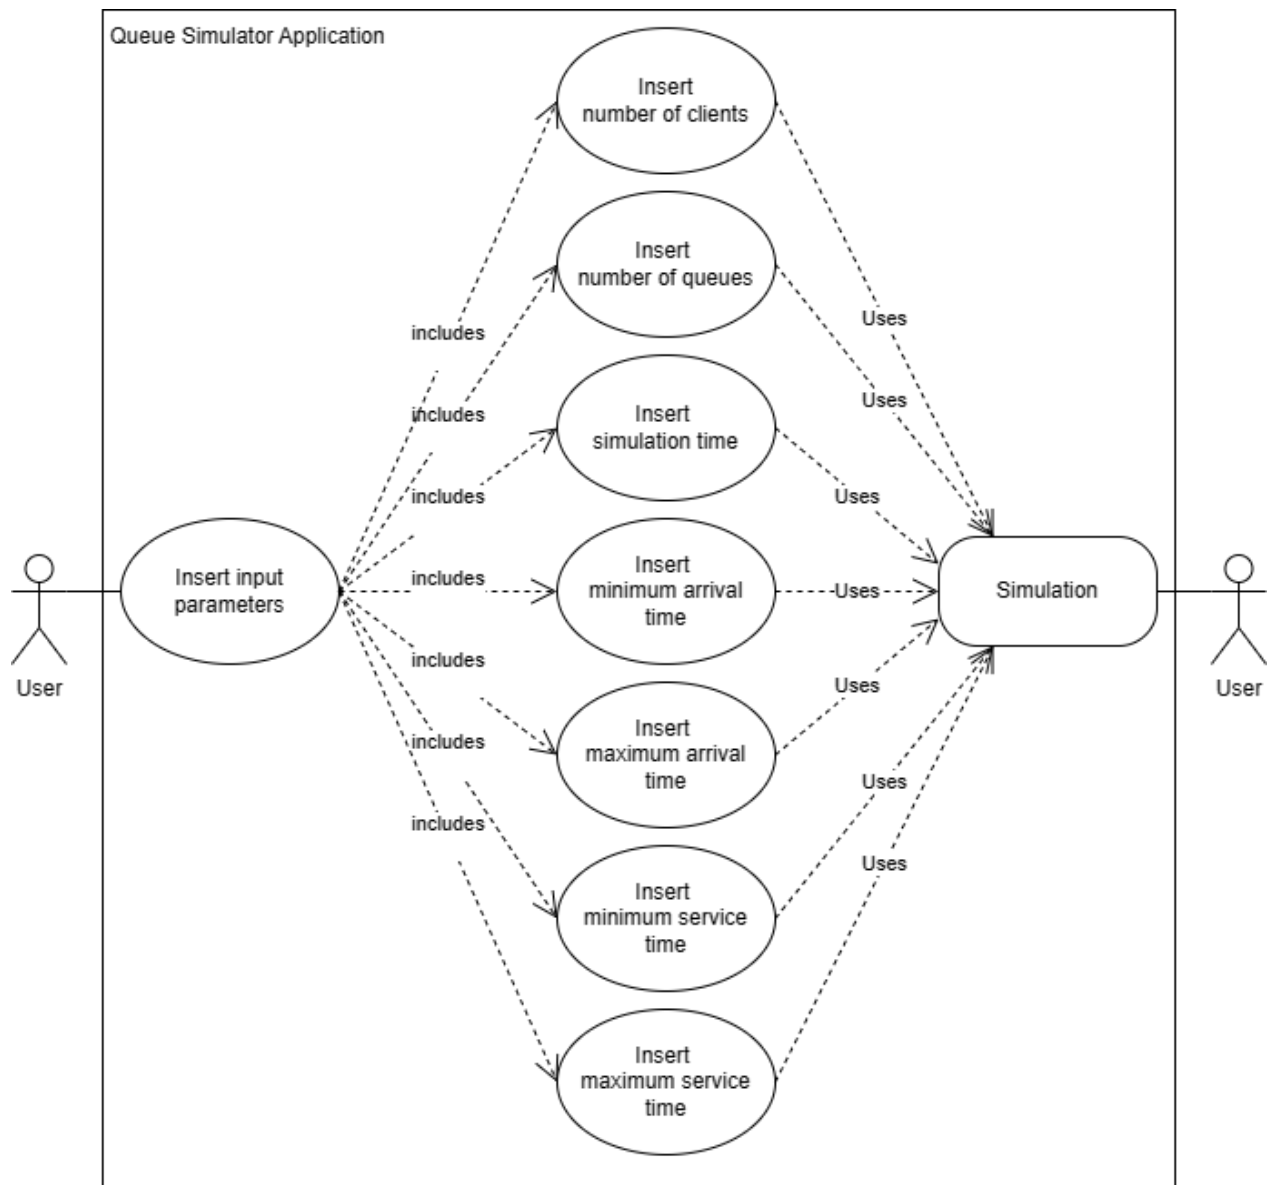 Queue Simulator Application
Insert
number of clients
Insert
number of queues
Uses
includes
Uses
includes
Insert
simulation time
includes
Uses
Insert input
parameters
includes
Insert
minimum arrival
time
Uses
Simulation
User
User
includes
Uses
Insert
maximum arrival
time
includes
Uses
includes
Uses
Insert
minimum service
time
Insert
maximum service
time